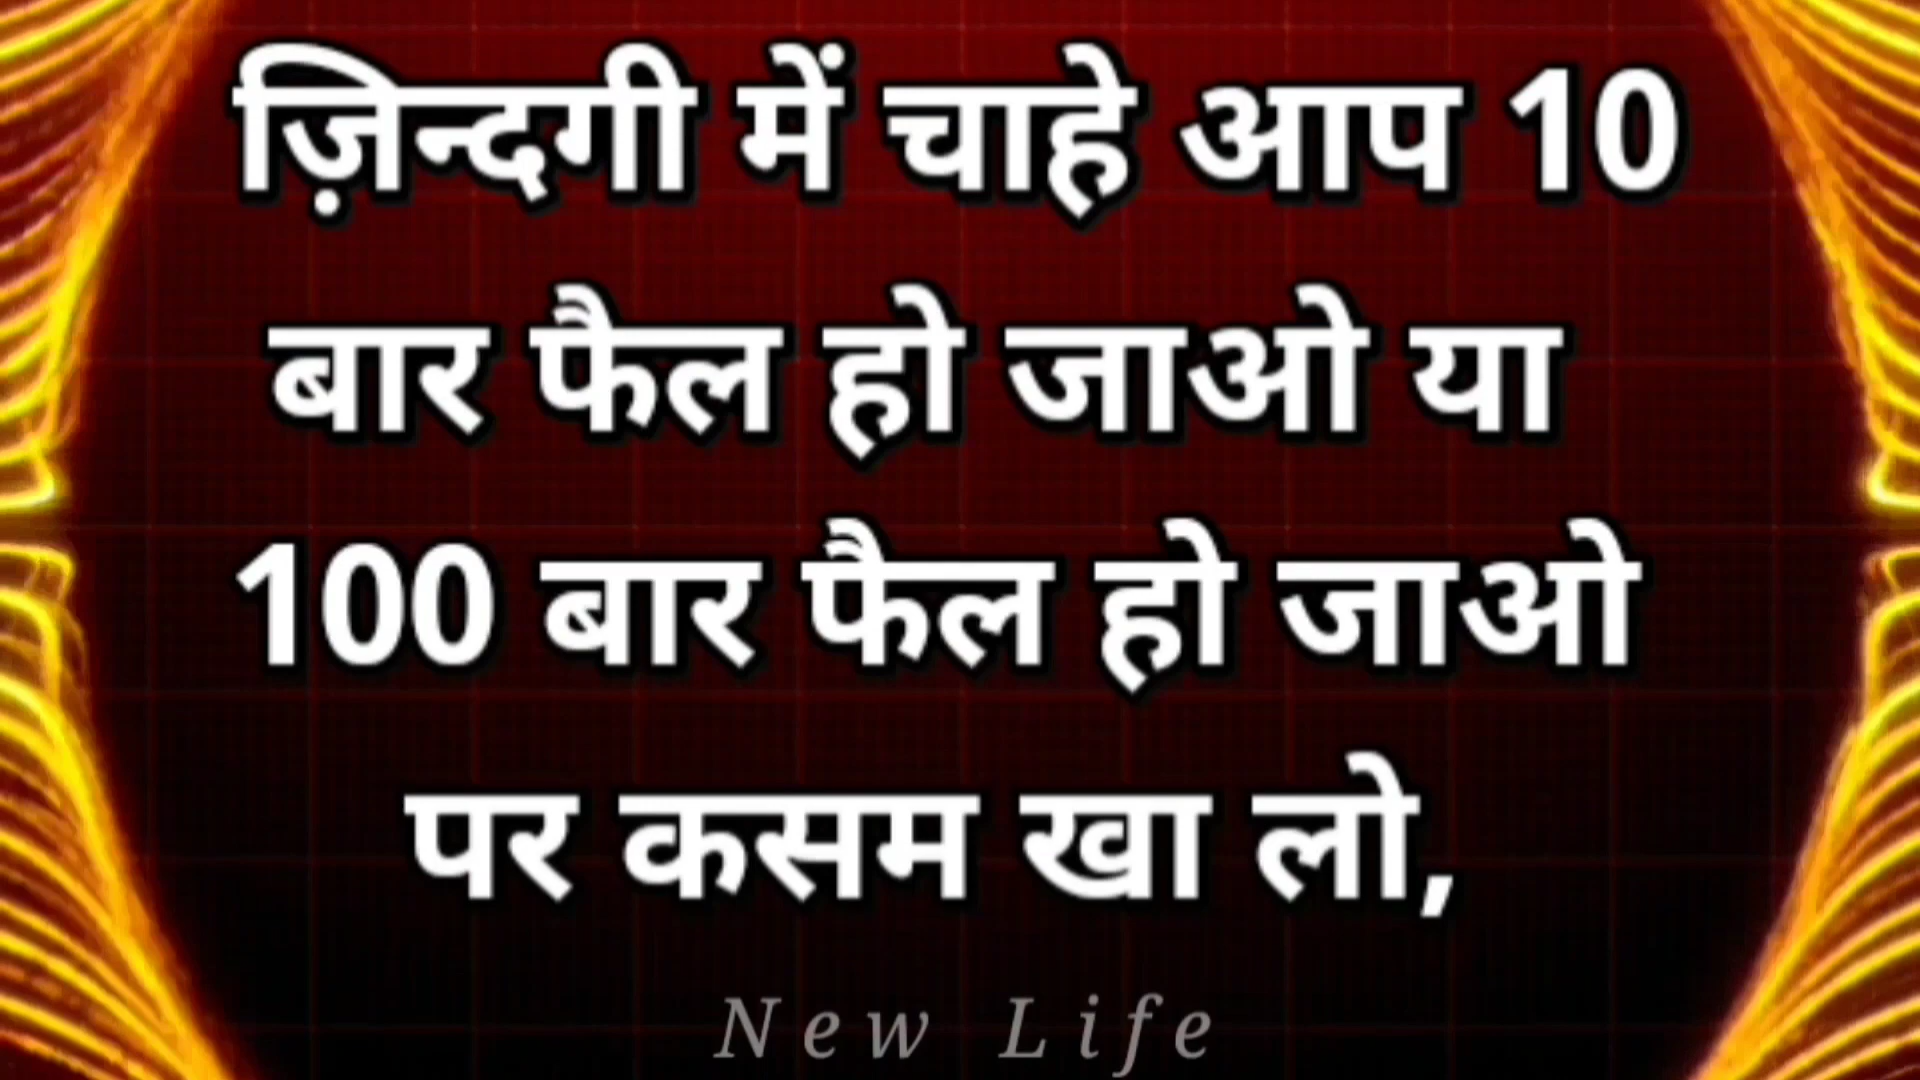 ज़िन्दगी में चाहे आप 10
बार फैल हो जाओ या
100 बार फैल हो जाओ
पर कसम खा लो,
New Life